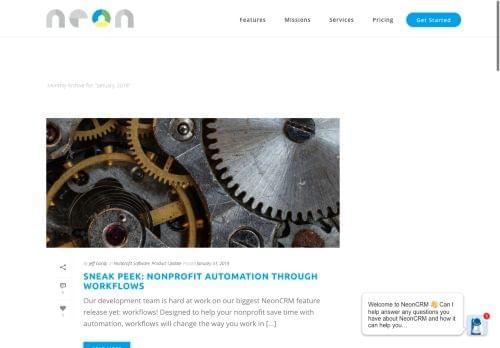 neon
Features Missions Services Pricing Get Started
Monthly Archive for: "January, 2018"
By Jeff Gordy In Nonprofit Software, Product Update Posted January 31, 2018
SNEAK PEEK: NONPROFIT AUTOMATION THROUGH
WORKFLOWS
Our development team is hard at work on our biggest NeonCRM feature
release yet: workflows! Designed to help your nonprofit save time with
automation, workflows will change the way you work in [...]
Welcome to NeonCRM 👋 Can I
help answer any questions you
have about NeonCRM and how it
can help you...
1